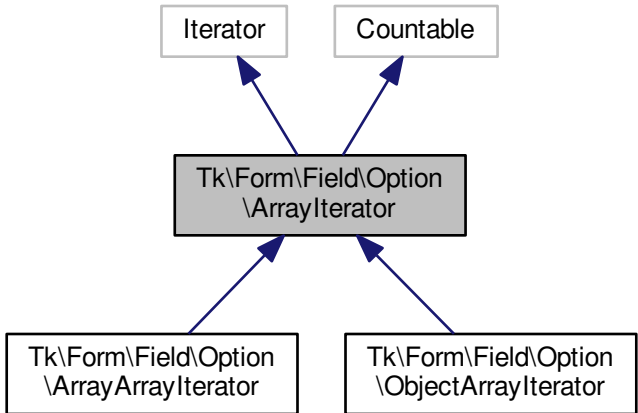 Iterator
Countable
Tk\Form\Field\Option
\ArrayIterator
Tk\Form\Field\Option
\ArrayArrayIterator
Tk\Form\Field\Option
\ObjectArrayIterator